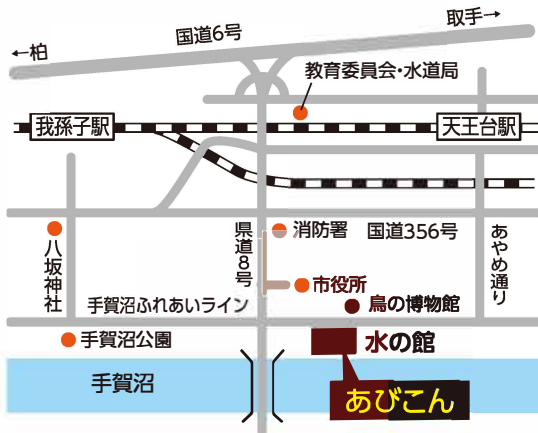 取手→
国道6号
←柏
教育委員会・水道局
我孫子駅
天王台駅
消防署
国道356号
県道8号
あやめ通り
八坂神社
市役所
鳥の博物館
手賀沼ふれあいライン
手賀沼公園
水の館
手賀沼
あびこん